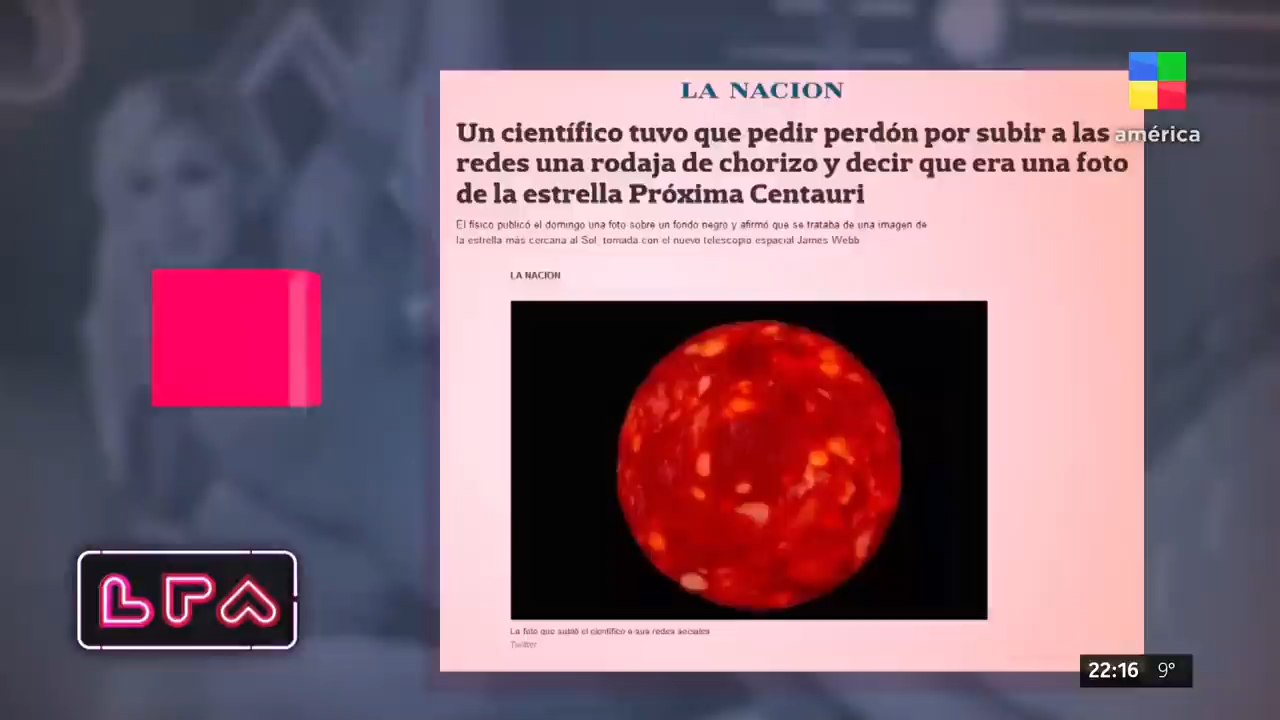 LA NACION
américa
Un científico tuvo que pedir perdón por subir a las
redes una rodaja de chorizo y decir que era una foto
de la estrella Próxima Centauri
El físico publicó el domingo una foto sobre un fondo negro y afirmó que se trataba de una imagen de
la estrella más cercana al Sol, tomada con el nuevo telescopio espacial James Webb
LA NACION
LPA
La foto que subió el científico a sus redes sociales
Twitter
22:16 9°